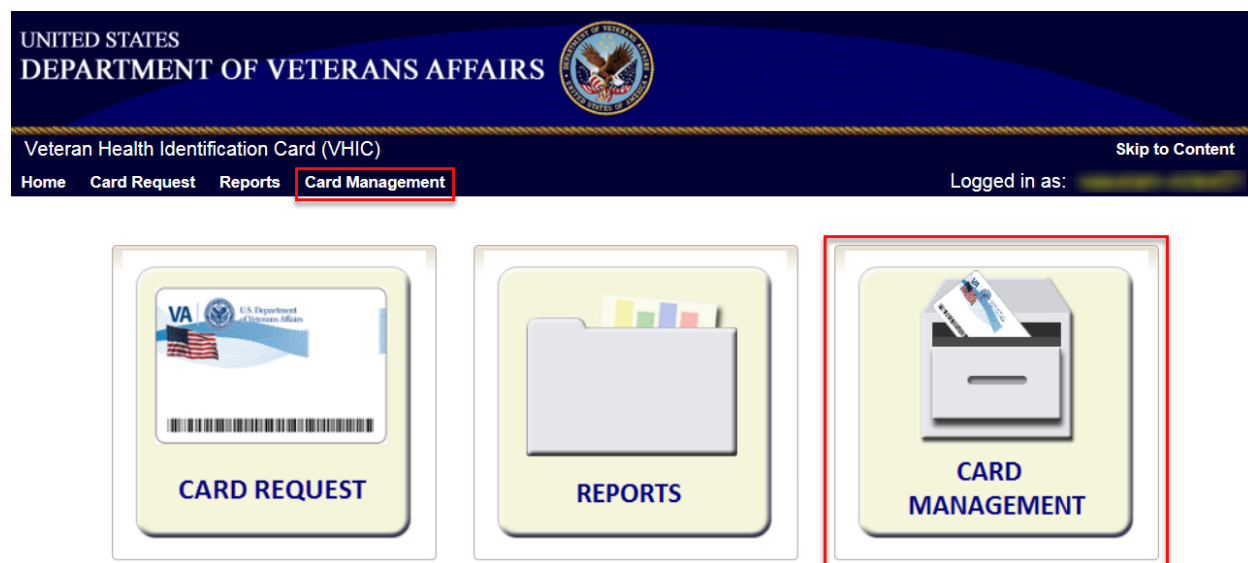 UNITED STATES
DEPARTMENT OF VETERANS AFFAIRS
Veteran Health Identification Card (VHIC)
Skip to Content
Home Card Request Reports Card Management
Logged in as:
VA
U.S. Department
of Veterans Affairs
CARD REQUEST
REPORTS
CARD
MANAGEMENT